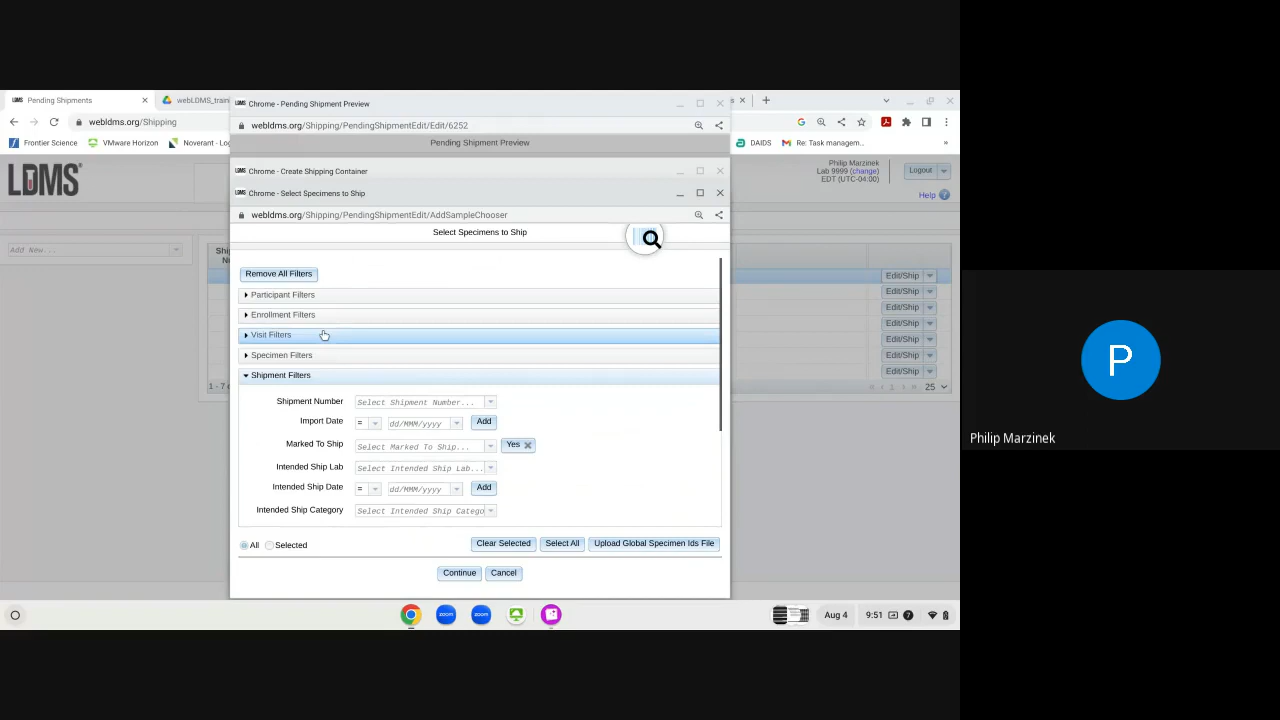 Pending Shipments
webLDMS_train
webldms.org/Shipping
Frontier Science
VMware Horizon
Noverant - Log
DAIDS
Re: Task managem...
»
LDMS
Philip Marzinek
Lab 9999 (change)
EDT (UTC-04:00)
Logout
Help ?
Add New...
Edit/Ship
Edit/Ship
Edit/Ship
Edit/Ship
Edit/Ship
Edit/Ship
Edit/Ship
25
LDMS Chrome - Pending Shipment Preview
webldms.org/Shipping/PendingShipmentEdit/Edit/6252
Pending Shipment Preview
LDMS Chrome - Create Shipping Container
LDMS Chrome - Select Specimens to Ship
webldms.org/Shipping/PendingShipmentEdit/AddSampleChooser
Select Specimens to Ship
Remove All Filters
Participant Filters
Enrollment Filters
Visit Filters
Specimen Filters
Shipment Filters
Shipment Number Select Shipment Number...
Import Date = dd/MMM/yyyy Add
Marked To Ship Select Marked To Ship... Yes
Intended Ship Lab Select Intended Ship Lab...
Intended Ship Date = dd/MMM/yyyy Add
Intended Ship Category Select Intended Ship Catego
All Selected Clear Selected Select All Upload Global Specimen Ids File
Continue Cancel
zoom zoom
Aug 4 9:51 7
P
Philip Marzinek